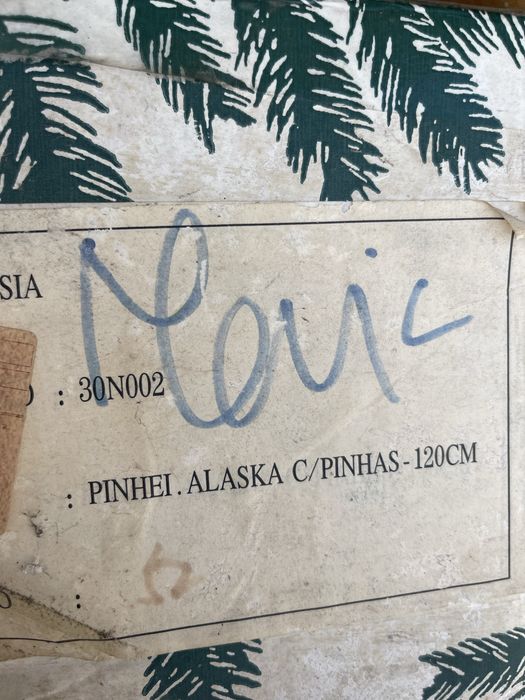 SIA
: 30N002
: PINHEI.ALASKA C/PINHAS-120CM
: